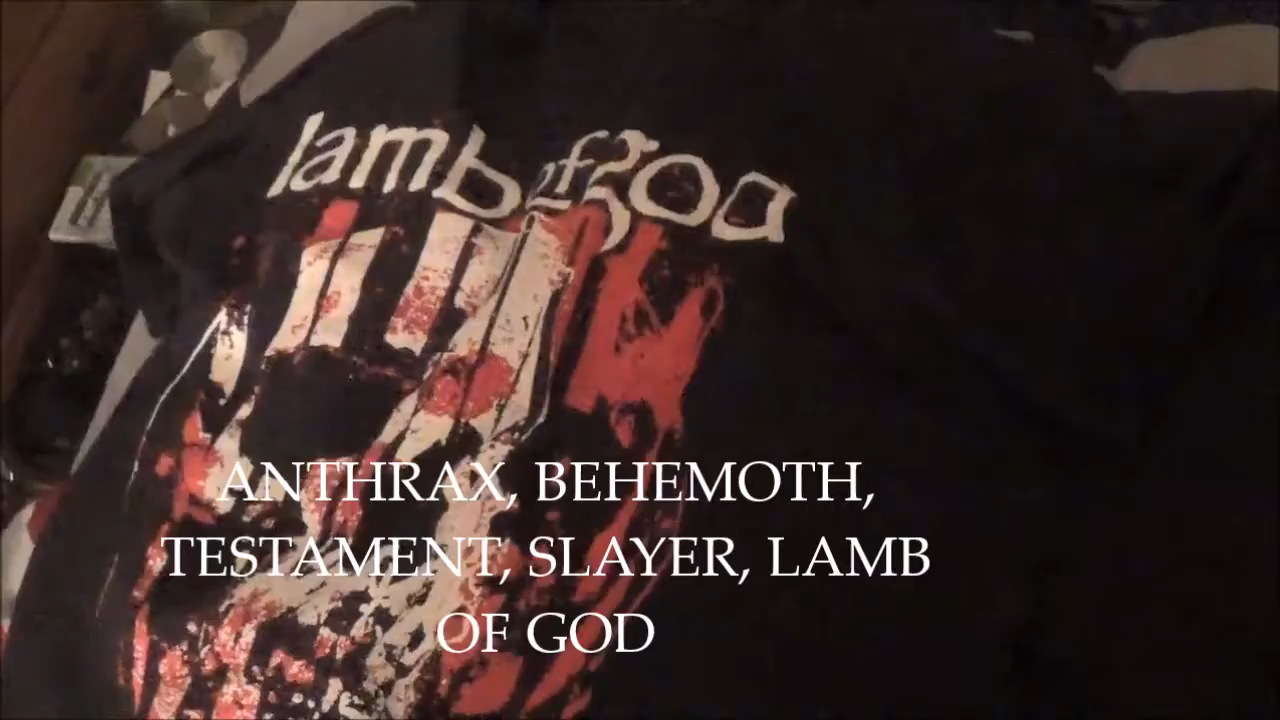 lamb of god
ANTHRAX, BEHEMOTH,
TESTAMENT, SLAYER, LAMB
OF GOD